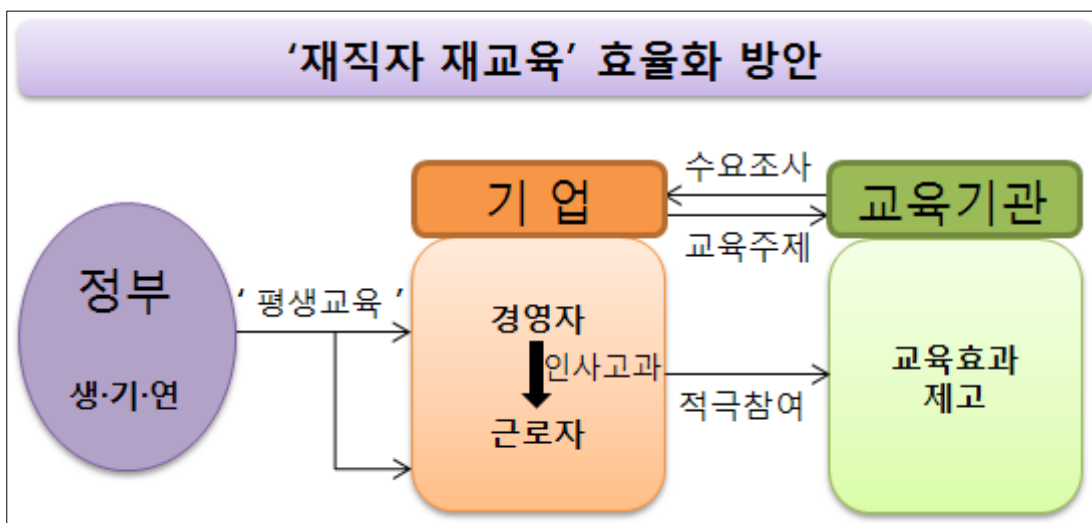 ‘재직자 재교육’ 효율화 방안
수요조사
기 업
교육기관
교육주제
정부
‘ 평생교육 ’
생·기·연
경영자
인사고과
근로자
적극참여
교육효과
제고